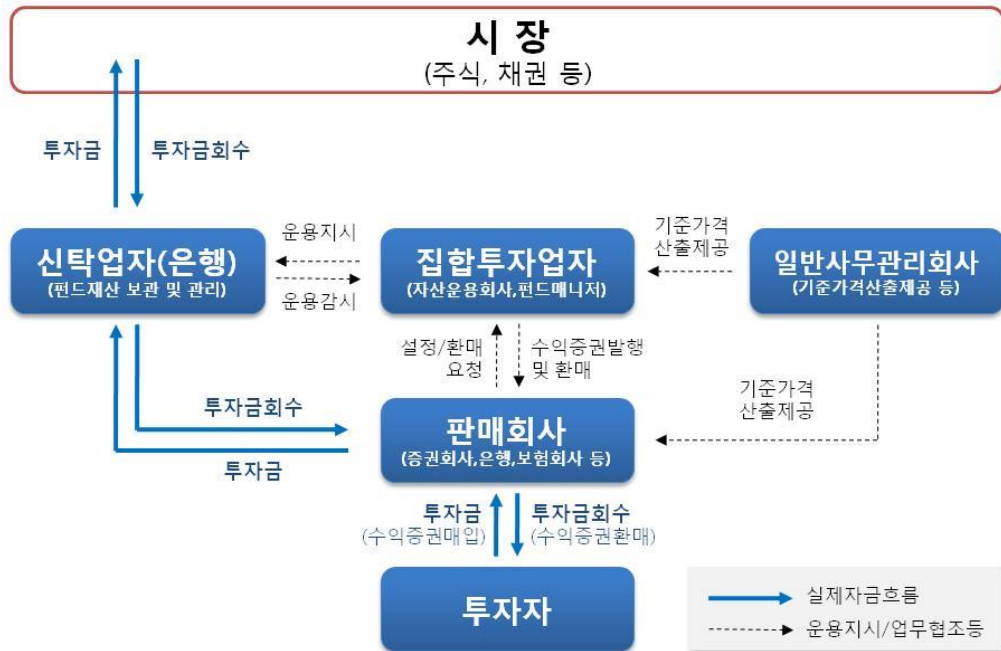 시 장
(주식, 채권 등)
투자금
투자금회수
신탁업자(은행)
(펀드재산 보관 및 관리)
운용지시
운용감시
집합투자업자
(자산운용회사,펀드매니저)
기준가격
산출제공
일반사무관리회사
(기준가격산출제공 등)
설정/환매
요청
수익증권발행
및 환매
기준가격
산출제공
투자금회수
투자금
판매회사
(증권회사,은행,보험회사 등)
투자금
(수익증권매입)
투자금회수
(수익증권환매)
투자자
실제자금흐름
운용지시/업무협조등